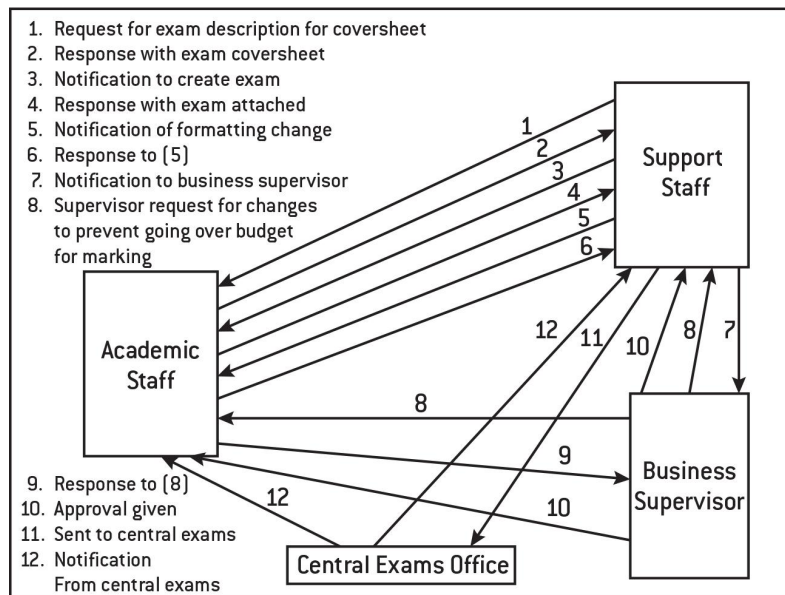 1. Request for exam description for coversheet
2. Response with exam coversheet
3. Notification to create exam
4. Response with exam attached
5. Notification of formatting change
6. Response to (5)
7. Notification to business supervisor
8. Supervisor request for changes
to prevent going over budget
for marking
1
2
3
4
5
6
Support
Staff
Academic
Staff
12
11
10
8
7
8
9
10
12
Business
Supervisor
9. Response to (8)
10. Approval given
11. Sent to central exams
12. Notification
From central exams
Central Exams Office